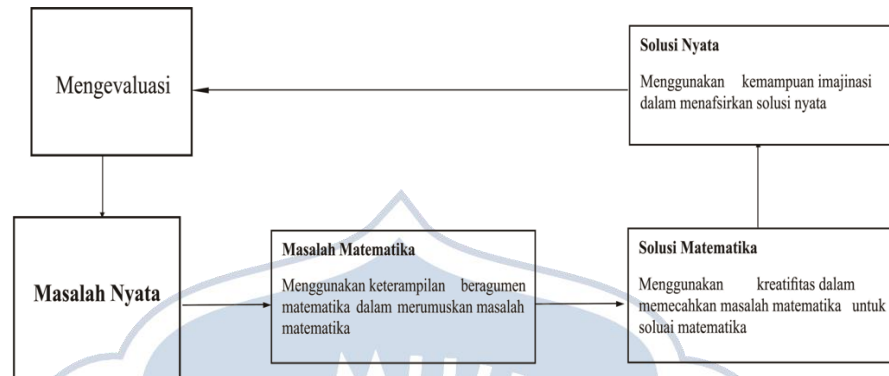 Mengevaluasi
Solusi Nyata
Menggunakan kemampuan imajinasi
dalam menafsirkan solusi nyata
Masalah Nyata
Masalah Matematika
Menggunakan keterampilan beragumen
matematika dalam merumuskan masalah
matematika
Solusi Matematika
Menggunakan kreatifitas dalam
memecahkan masalah matematika untuk
soluai matematika